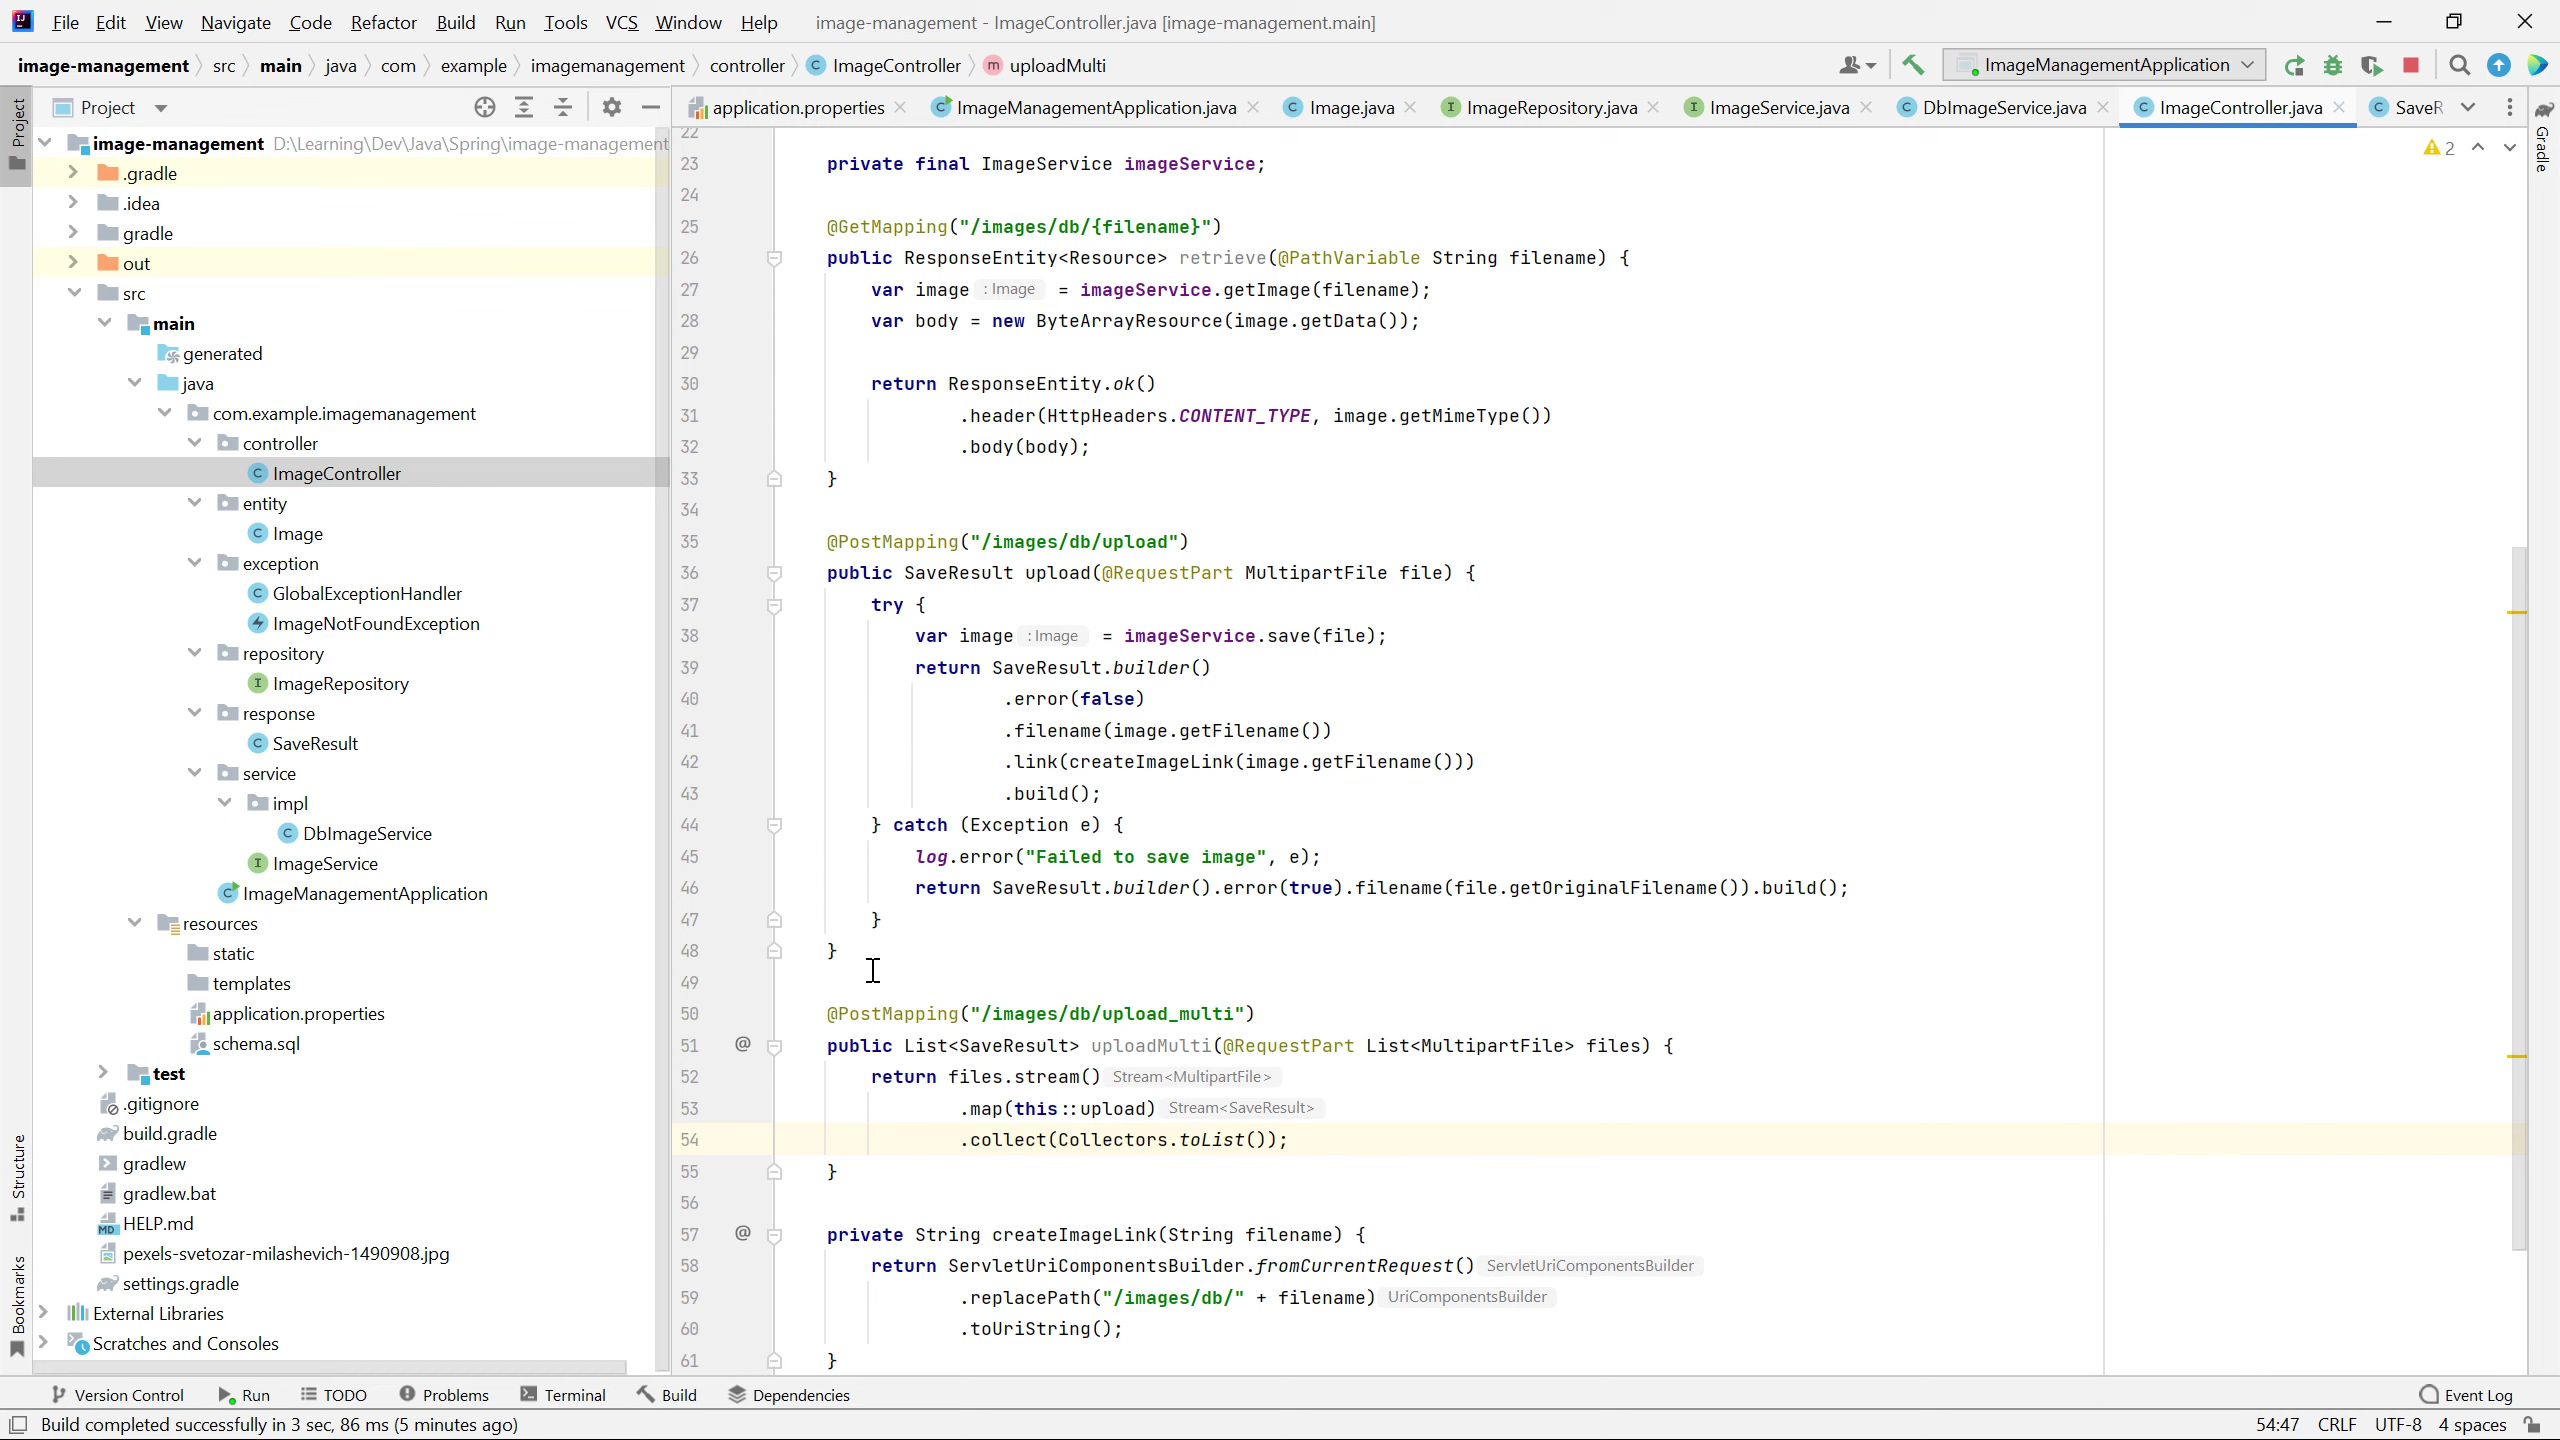 File Edit View Navigate Code Refactor Build Run Tools VCS Window Help image-management - ImageController.java [image-management.main]
image-management src main java com example imagemanagement controller ImageController uploadMulti ImageManagementApplication
Project
application.properties ImageManagementApplication.java Image.java ImageRepository.java ImageService.java DbImageService.java ImageController.java SaveR
Project
Structure
Bookmarks
Gradle
image-management D:\Learning\Dev\Java\Spring\image-management
.gradle
.idea
gradle
out
src
main
generated
java
com.example.imagemanagement
controller
ImageController
entity
Image
exception
GlobalExceptionHandler
ImageNotFoundException
repository
ImageRepository
response
SaveResult
service
impl
DbImageService
ImageService
ImageManagementApplication
resources
static
templates
application.properties
schema.sql
test
.gitignore
build.gradle
gradlew
gradlew.bat
HELP.md
pexels-svetozar-milashevich-1490908.jpg
settings.gradle
External Libraries
Scratches and Consoles
2
22
23 private final ImageService imageService;
24
25 @GetMapping("/images/db/{filename}")
26 public ResponseEntity<Resource> retrieve(@PathVariable String filename) {
27 var image : Image = imageService.getImage(filename);
28 var body = new ByteArrayResource(image.getData());
29
30 return ResponseEntity.ok()
31 .header(HttpHeaders.CONTENT_TYPE, image.getMimeType())
32 .body(body);
33 }
34
35 @PostMapping("/images/db/upload")
36 public SaveResult upload(@RequestPart MultipartFile file) {
37 try {
38 var image : Image = imageService.save(file);
39 return SaveResult.builder()
40 .error(false)
41 .filename(image.getFilename())
42 .link(createImageLink(image.getFilename()))
43 .build();
44 } catch (Exception e) {
45 log.error("Failed to save image", e);
46 return SaveResult.builder().error(true).filename(file.getOriginalFilename()).build();
47 }
48 }
49
50 @PostMapping("/images/db/upload_multi")
51 @ public List<SaveResult> uploadMulti(@RequestPart List<MultipartFile> files) {
52 return files.stream() Stream<MultipartFile>
53 .map(this::upload) Stream<SaveResult>
54 .collect(Collectors.toList());
55 }
56
57 @ private String createImageLink(String filename) {
58 return ServletUriComponentsBuilder.fromCurrentRequest() ServletUriComponentsBuilder
59 .replacePath("/images/db/" + filename) UriComponentsBuilder
60 .toUriString();
61 }
Version Control Run TODO Problems Terminal Build Dependencies Event Log
Build completed successfully in 3 sec, 86 ms (5 minutes ago) 54:47 CRLF UTF-8 4 spaces